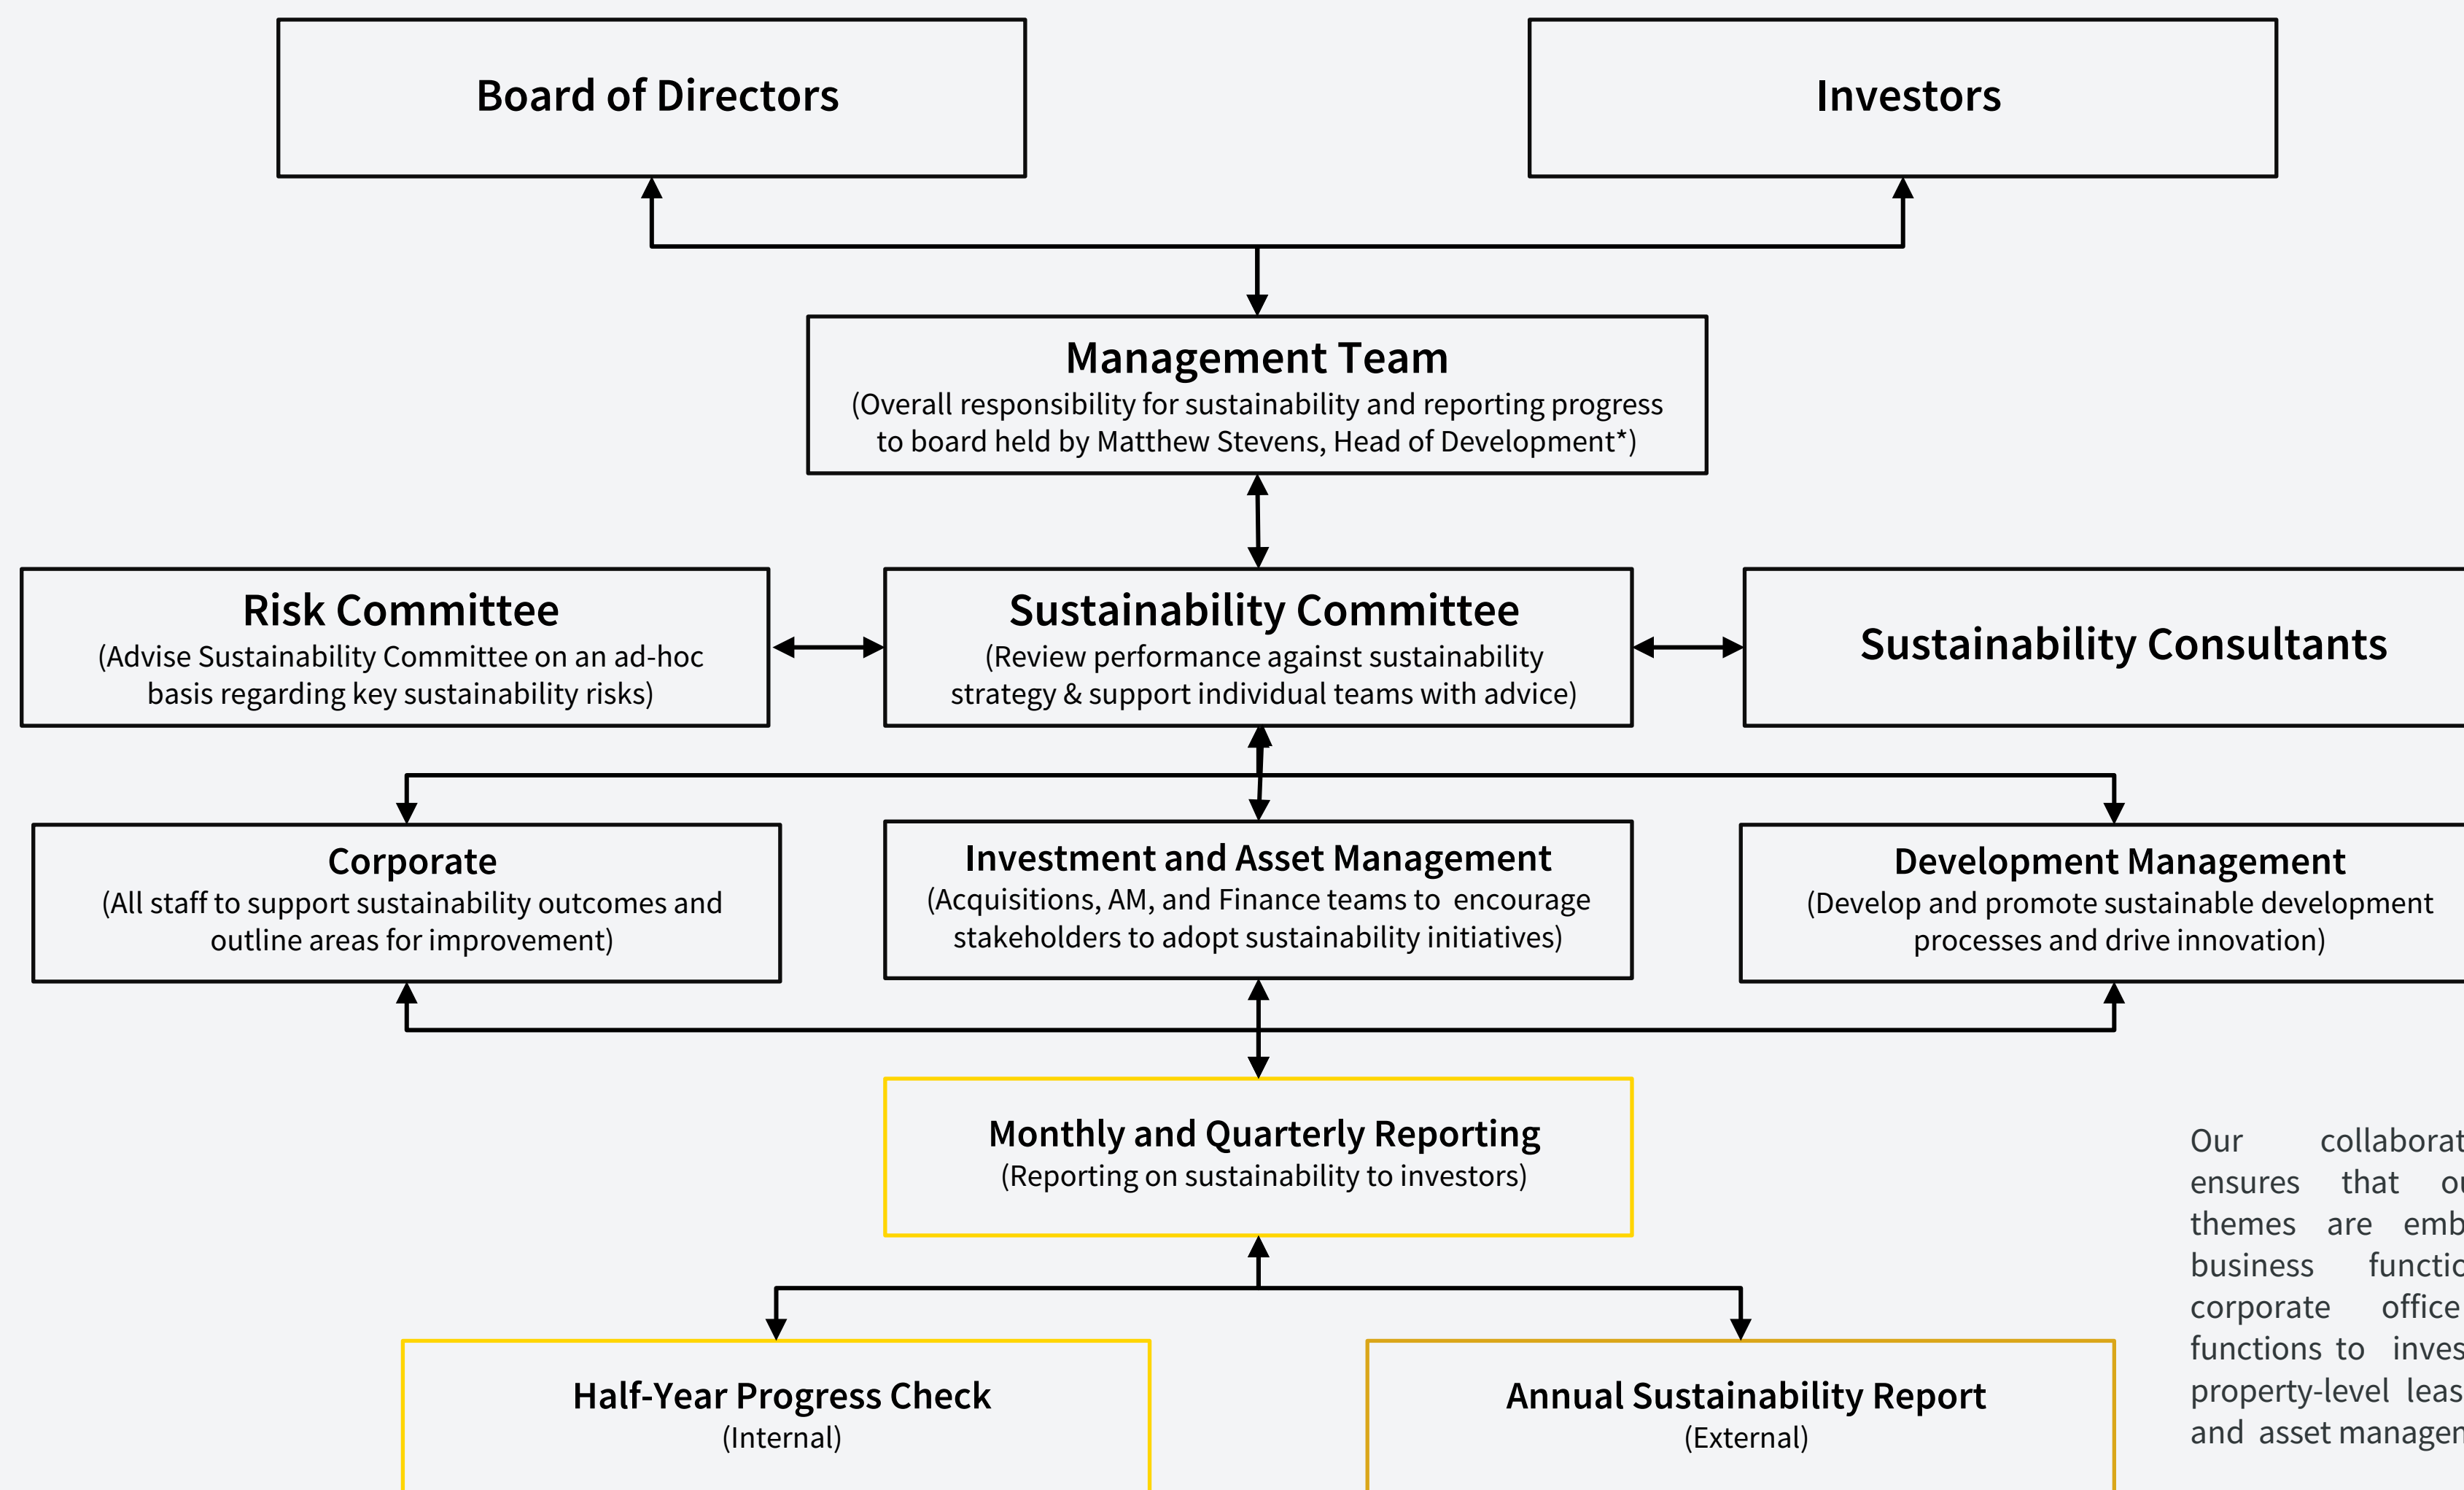 Board of Directors
Investors
Management Team
(Overall responsibility for sustainability and reporting progress
to board held by Matthew Stevens, Head of Development*)
Risk Committee
(Advise Sustainability Committee on an ad-hoc
basis regarding key sustainability risks)
Sustainability Committee
(Review performance against sustainability
strategy & support individual teams with advice)
Sustainability Consultants
Corporate
(All staff to support sustainability outcomes and
outline areas for improvement)
Investment and Asset Management
(Acquisitions, AM, and Finance teams to encourage
stakeholders to adopt sustainability initiatives)
Development Management
(Develop and promote sustainable development
processes and drive innovation)
Monthly and Quarterly Reporting
(Reporting on sustainability to investors)
Half-Year Progress Check
(Internal)
Annual Sustainability Report
(External)
Our
ensures that
themes are
business
corporate office
functions to
property-level
and asset